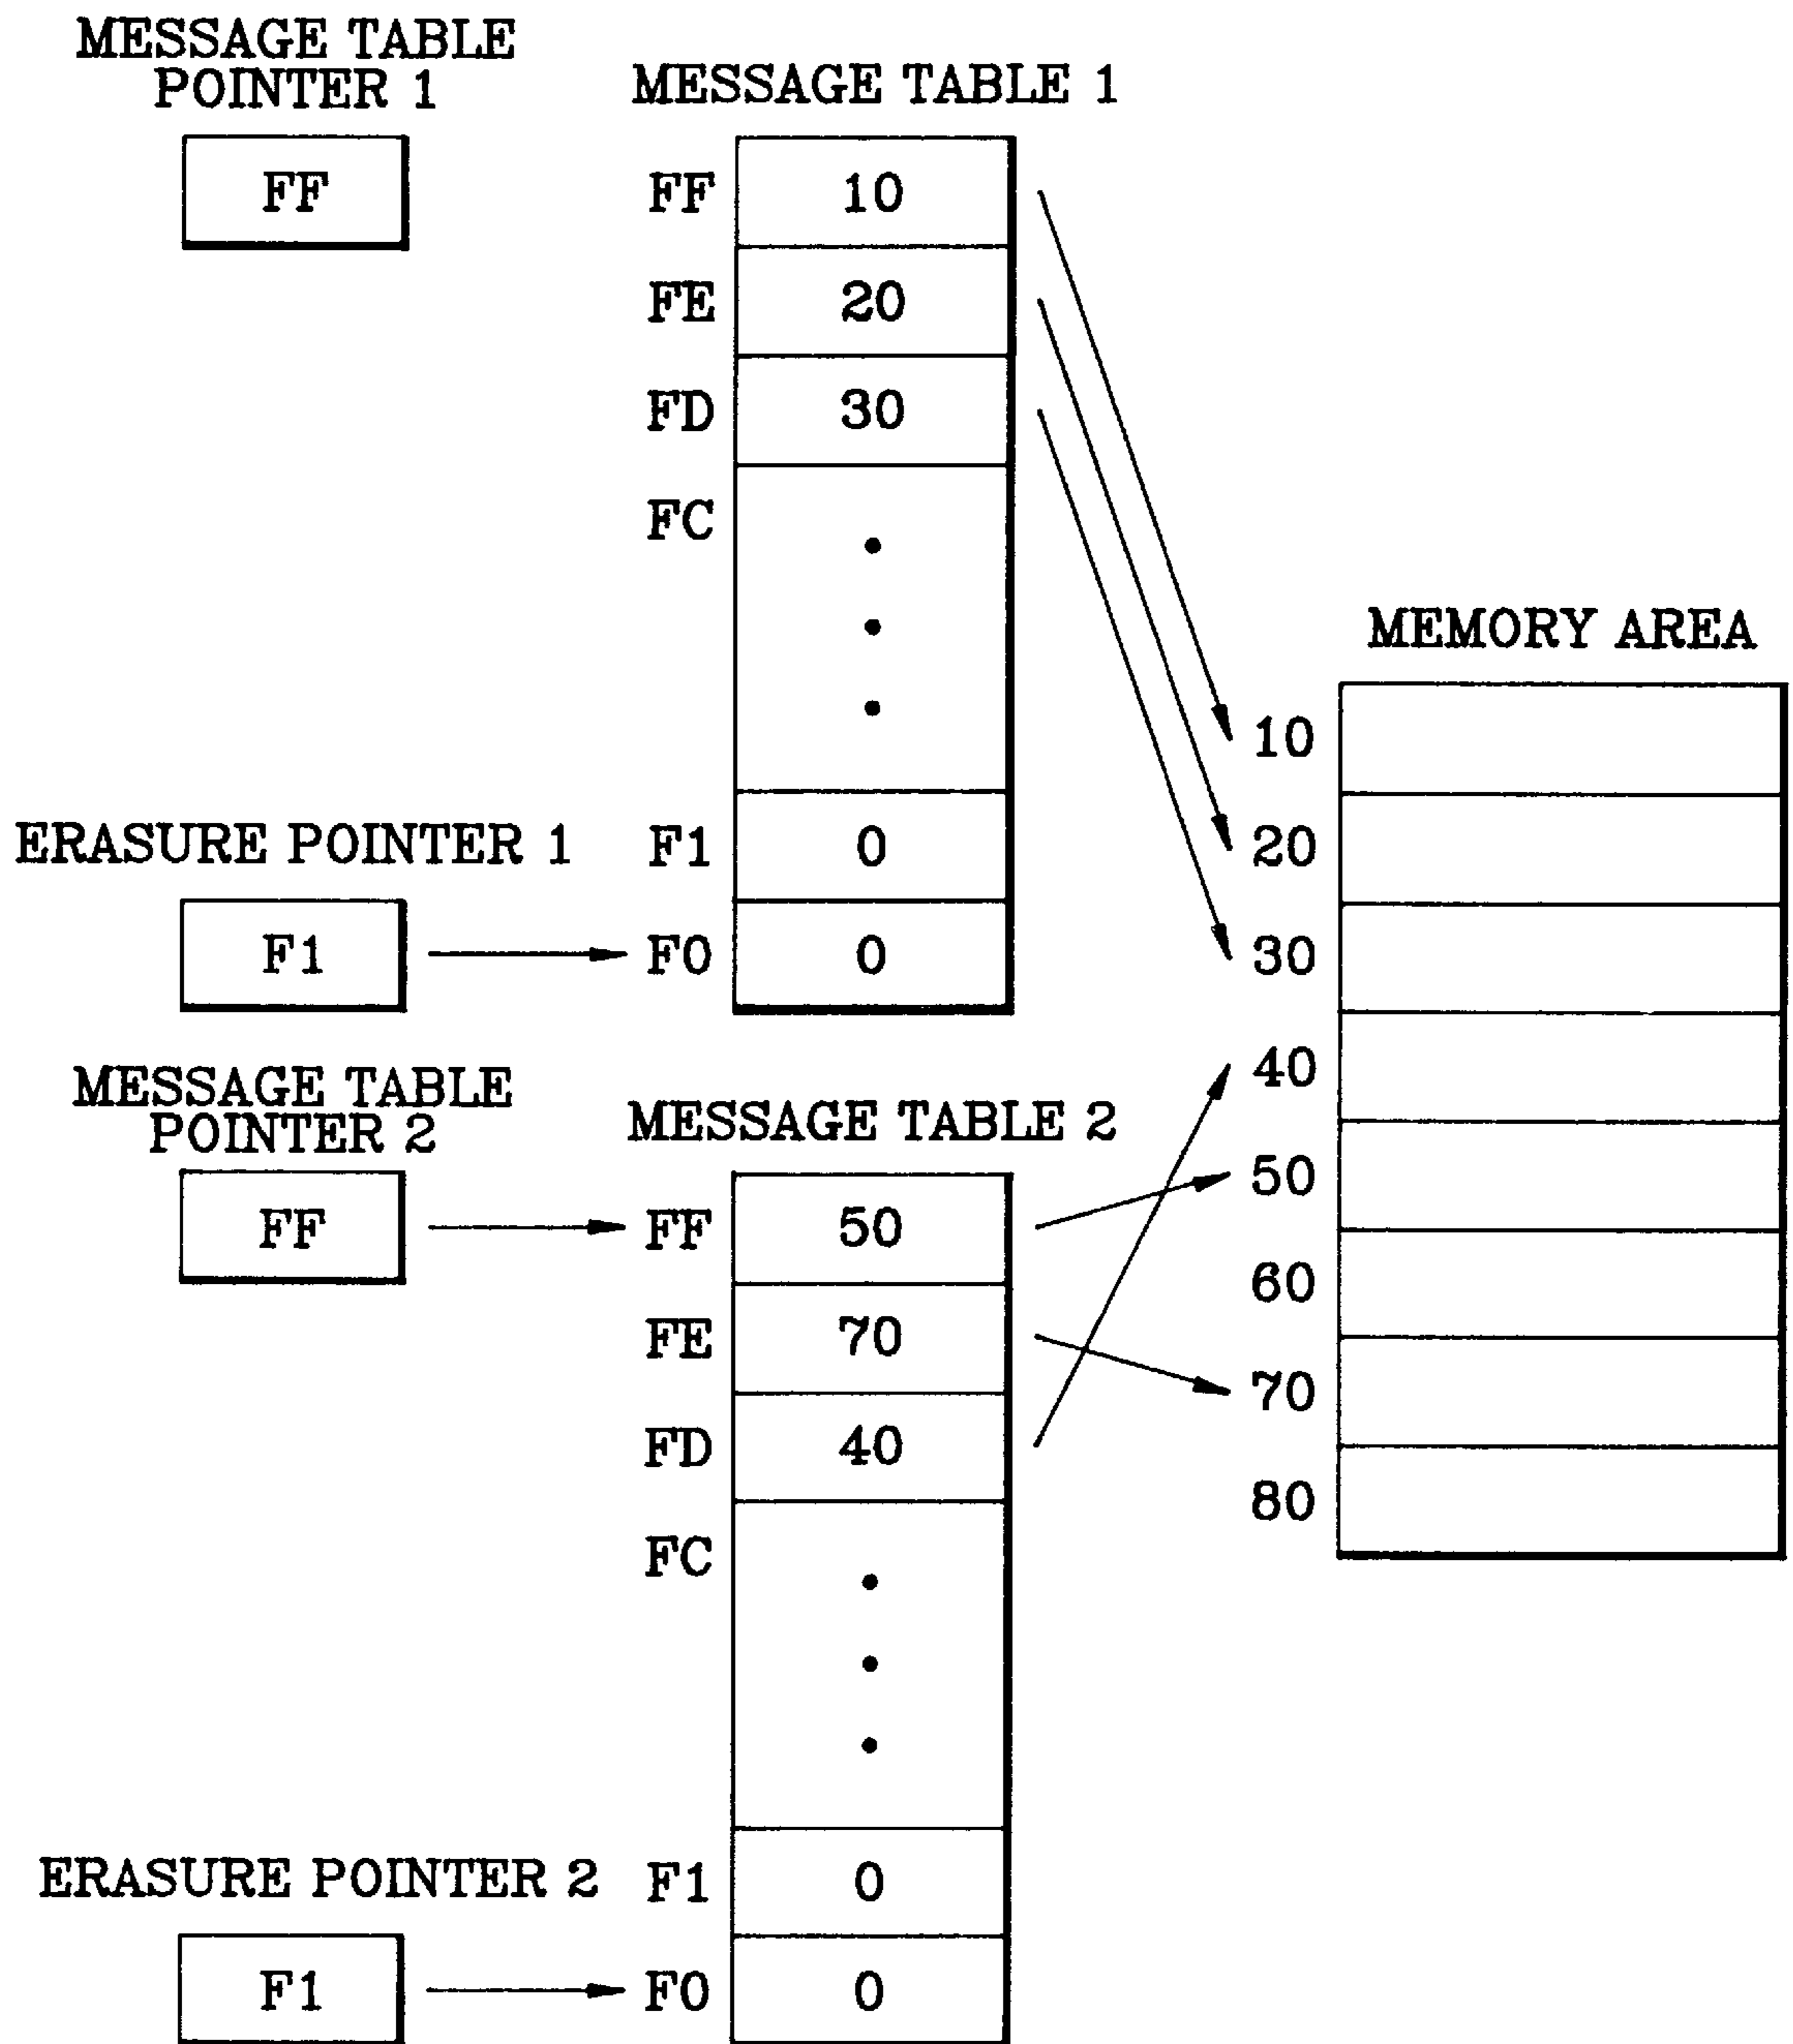 MESSAGE TABLE
POINTER 1
MESSAGE TABLE 1
FF
FF 10
FE 20
FD 30
FC
MEMORY AREA
10
20
30
40
50
60
70
80
ERASURE POINTER 1
F1 0
F1
F0 0
MESSAGE TABLE
POINTER 2
MESSAGE TABLE 2
FF
FF 50
FE 70
FD 40
FC
ERASURE POINTER 2
F1 0
F1
F0 0